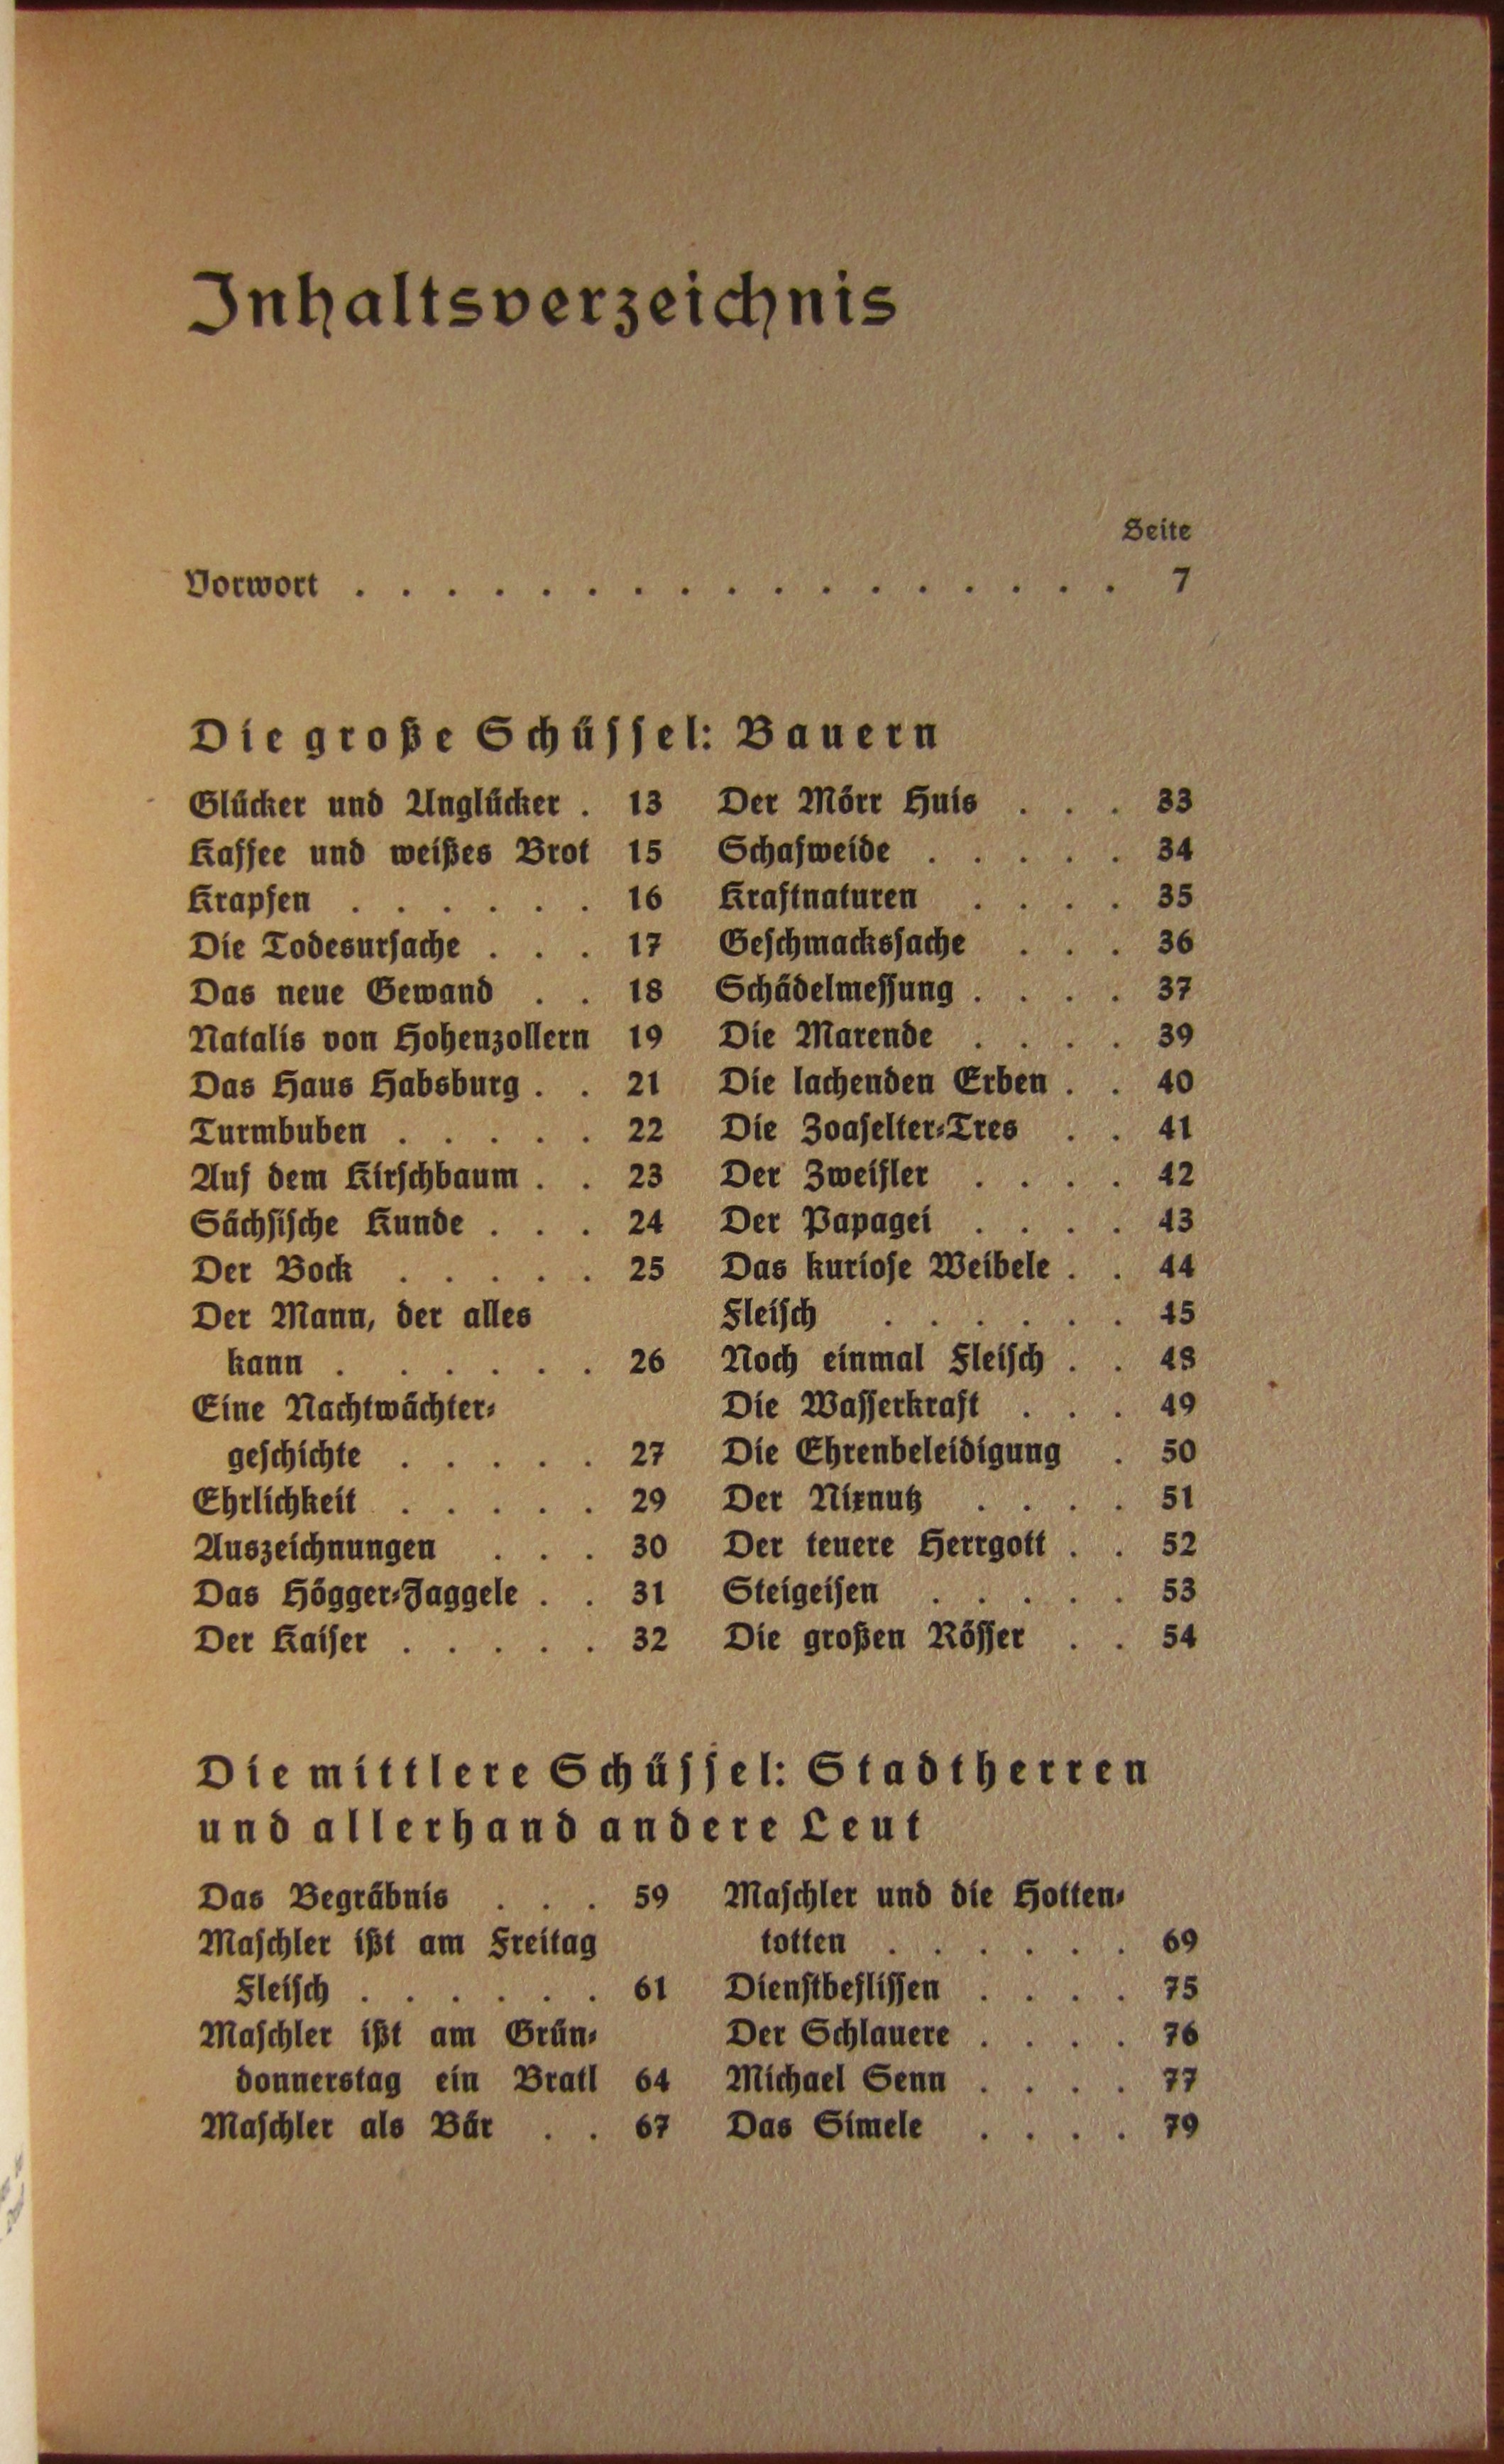 Inhaltsverzeichnis
Seite
Vorwort . . . . . . . . . . . . . . . . . 7
Die große Schüssel: Bauern
Glücker und Unglücker . 13
Kaffee und weißes Brot 15
Krapfen . . . . . . 16
Die Todesursache . . . 17
Das neue Gewand . . 18
Natalis von Hohenzollern 19
Das Haus Habsburg . . 21
Turmbuben . . . . . 22
Auf dem Kirschbaum . . 23
Sächsische Kunde . . . 24
Der Bock . . . . . 25
Der Mann, der alles
kann . . . . . . 26
Eine Nachtwächter-
geschichte . . . . . 27
Ehrlichkeit . . . . . 29
Auszeichnungen . . . 30
Das Högger-Jaggele . . 31
Der Kaiser . . . . . 32
Der Mörr Huis . . . 33
Schafweide . . . . . 34
Kraftnaturen . . . . 35
Geschmackssache . . . 36
Schädelmessung . . . . 37
Die Marende . . . . 39
Die lachenden Erben . . 40
Die Zoaselter-Tres . . 41
Der Zweifler . . . . 42
Der Papagei . . . . 43
Das kuriose Weibele . . 44
Fleisch . . . . . . 45
Noch einmal Fleisch . . 48
Die Wasserkraft . . . 49
Die Ehrenbeleidigung . 50
Der Nixnutz . . . . 51
Der teuere Herrgott . . 52
Steigeisen . . . . . 53
Die großen Rösser . . 54
Die mittlere Schüssel: Stadtherren
und allerhand andere Leut
Das Begräbnis . . . 59
Maschler ißt am Freitag
Fleisch . . . . . . 61
Maschler ißt am Grün-
donnerstag ein Bratl 64
Maschler als Bär . . 67
Maschler und die Hotten-
totten . . . . . . 69
Dienstbeflissen . . . . 75
Der Schlauere . . . . 76
Michael Senn . . . . 77
Das Simele . . . . 79